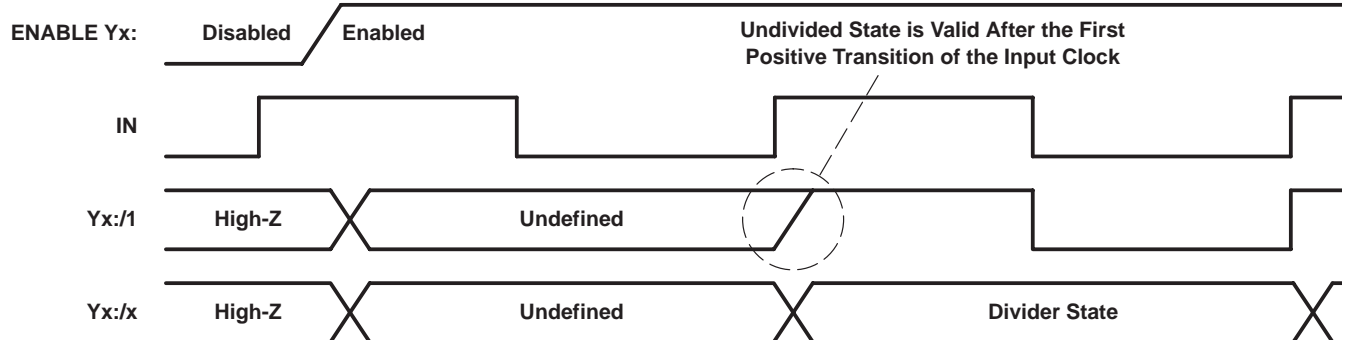 ENABLE Yx:
Disabled
Enabled
Undivided State is Valid After the First
Positive Transition of the Input Clock
IN
Yx:/1
High-Z
Undefined
Yx:/x
High-Z
Undefined
Divider State